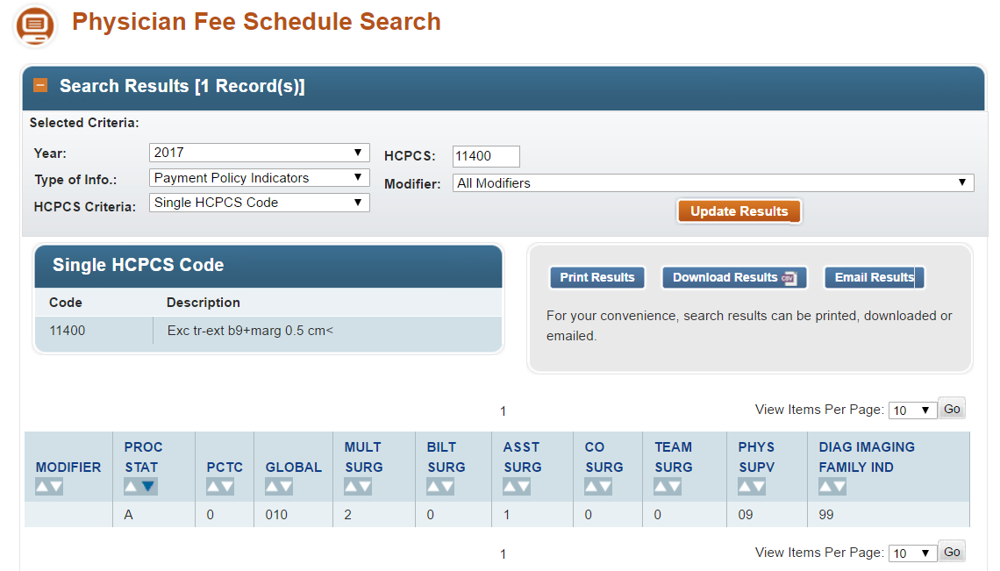 Physician Fee Schedule Search
Search Results [1 Record(s)]
Selected Criteria:
Year: 2017 HCPCS: 11400
Type of Info.: Payment Policy Indicators Modifier: All Modifiers
HCPCS Criteria: Single HCPCS Code
Update Results
Single HCPCS Code
Code Description
11400 Exc tr-ext b9+marg 0.5 cm<
Print Results Download Results CSV Email Results
For your convenience, search results can be printed, downloaded or
emailed.
1 View Items Per Page: 10 Go
MODIFIER PROC STAT PCTC GLOBAL MULT SURG BILT SURG ASST SURG CO SURG TEAM SURG PHYS SUPV DIAG IMAGING FAMILY IND
A 0 010 2 0 1 0 0 09 99
1 View Items Per Page: 10 Go